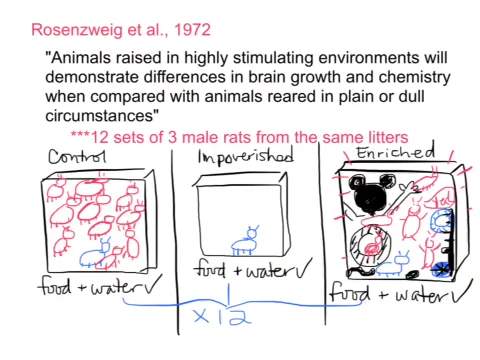 Rosenzweig et al., 1972
"Animals raised in highly stimulating environments will
demonstrate differences in brain growth and chemistry
when compared with animals reared in plain or dull
circumstances"
***12 sets of 3 male rats from the same litters
Control
Impoverished
Enriched
food + water✓
food + water✓
food + water✓
x12